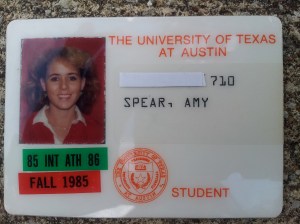 THE UNIVERSITY OF TEXAS
AT AUSTIN
710
SPEAR, AMY
85 INT ATH 86
FALL 1985
STUDENT